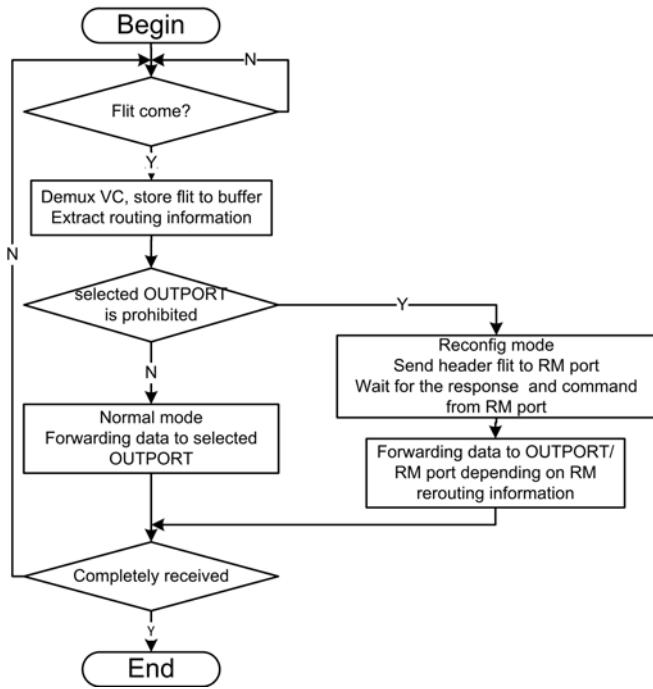 Begin
N
Flit come?
Y
Demux VC, store flit to buffer
Extract routing information
N
selected OUTPORT
is prohibited
Y
N
Reconfig mode
Send header flit to RM port
Wait for the response and command
from RM port
Normal mode
Forwarding data to selected
OUTPORT
Forwarding data to OUTPORT/
RM port depending on RM
rerouting information
Completely received
Y
End